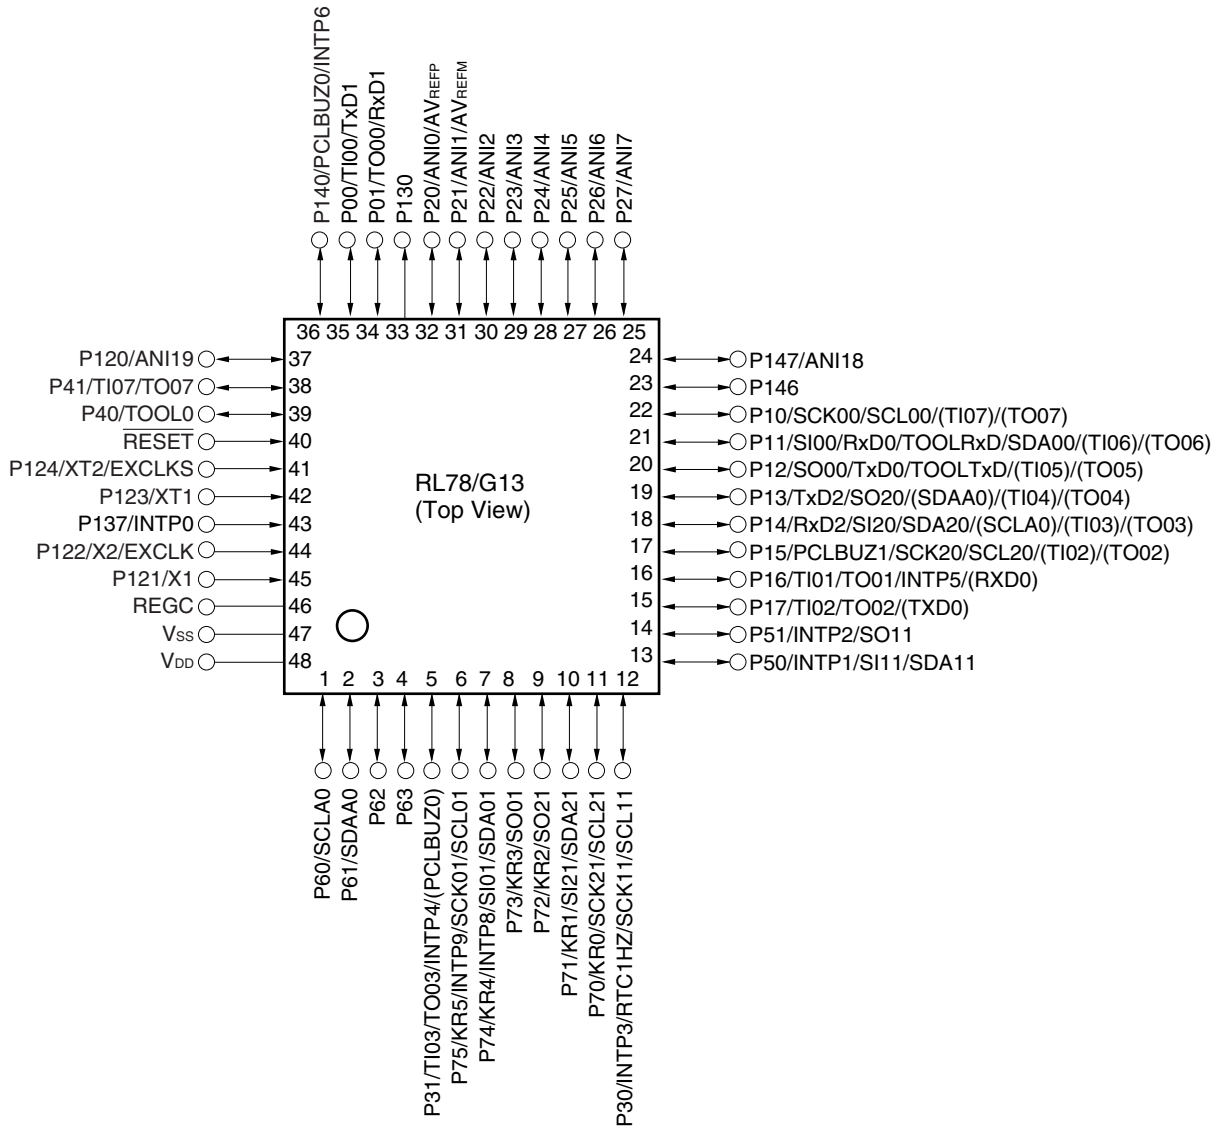 P140/PCLBUZ0/INTP6
P00/TI00/TxD1
P01/TO00/RxD1
P130
P20/ANI0/AVREFP
P21/ANI1/AVREFM
P22/ANI2
P23/ANI3
P24/ANI4
P25/ANI5
P26/ANI6
P27/ANI7
36 35 34 33 32 31 30 29 28 27 26 25
P120/ANI19 37
P41/TI07/TO07 38
P40/TOOL0 39
RESET 40
P124/XT2/EXCLKS 41
P123/XT1 42
P137/INTP0 43
P122/X2/EXCLK 44
P121/X1 45
REGC 46
VSS 47
VDD 48
RL78/G13
(Top View)
24 P147/ANI18
23 P146
22 P10/SCK00/SCL00/(TI07)/(TO07)
21 P11/SI00/RxD0/TOOLRxD/SDA00/(TI06)/(TO06)
20 P12/SO00/TxD0/TOOLTxD/(TI05)/(TO05)
19 P13/TxD2/SO20/(SDAA0)/(TI04)/(TO04)
18 P14/RxD2/SI20/SDA20/(SCLA0)/(TI03)/(TO03)
17 P15/PCLBUZ1/SCK20/SCL20/(TI02)/(TO02)
16 P16/TI01/TO01/INTP5/(RXD0)
15 P17/TI02/TO02/(TXD0)
14 P51/INTP2/SO11
13 P50/INTP1/SI11/SDA11
1 2 3 4 5 6 7 8 9 10 11 12
P60/SCLA0
P61/SDAA0
P62
P63
P31/TI03/TO03/INTP4/(PCLBUZ0)
P75/KR5/INTP9/SCK01/SCL01
P74/KR4/INTP8/SI01/SDA01
P73/KR3/SO01
P72/KR2/SO21
P71/KR1/SI21/SDA21
P70/KR0/SCK21/SCL21
P30/INTP3/RTC1HZ/SCK11/SCL11